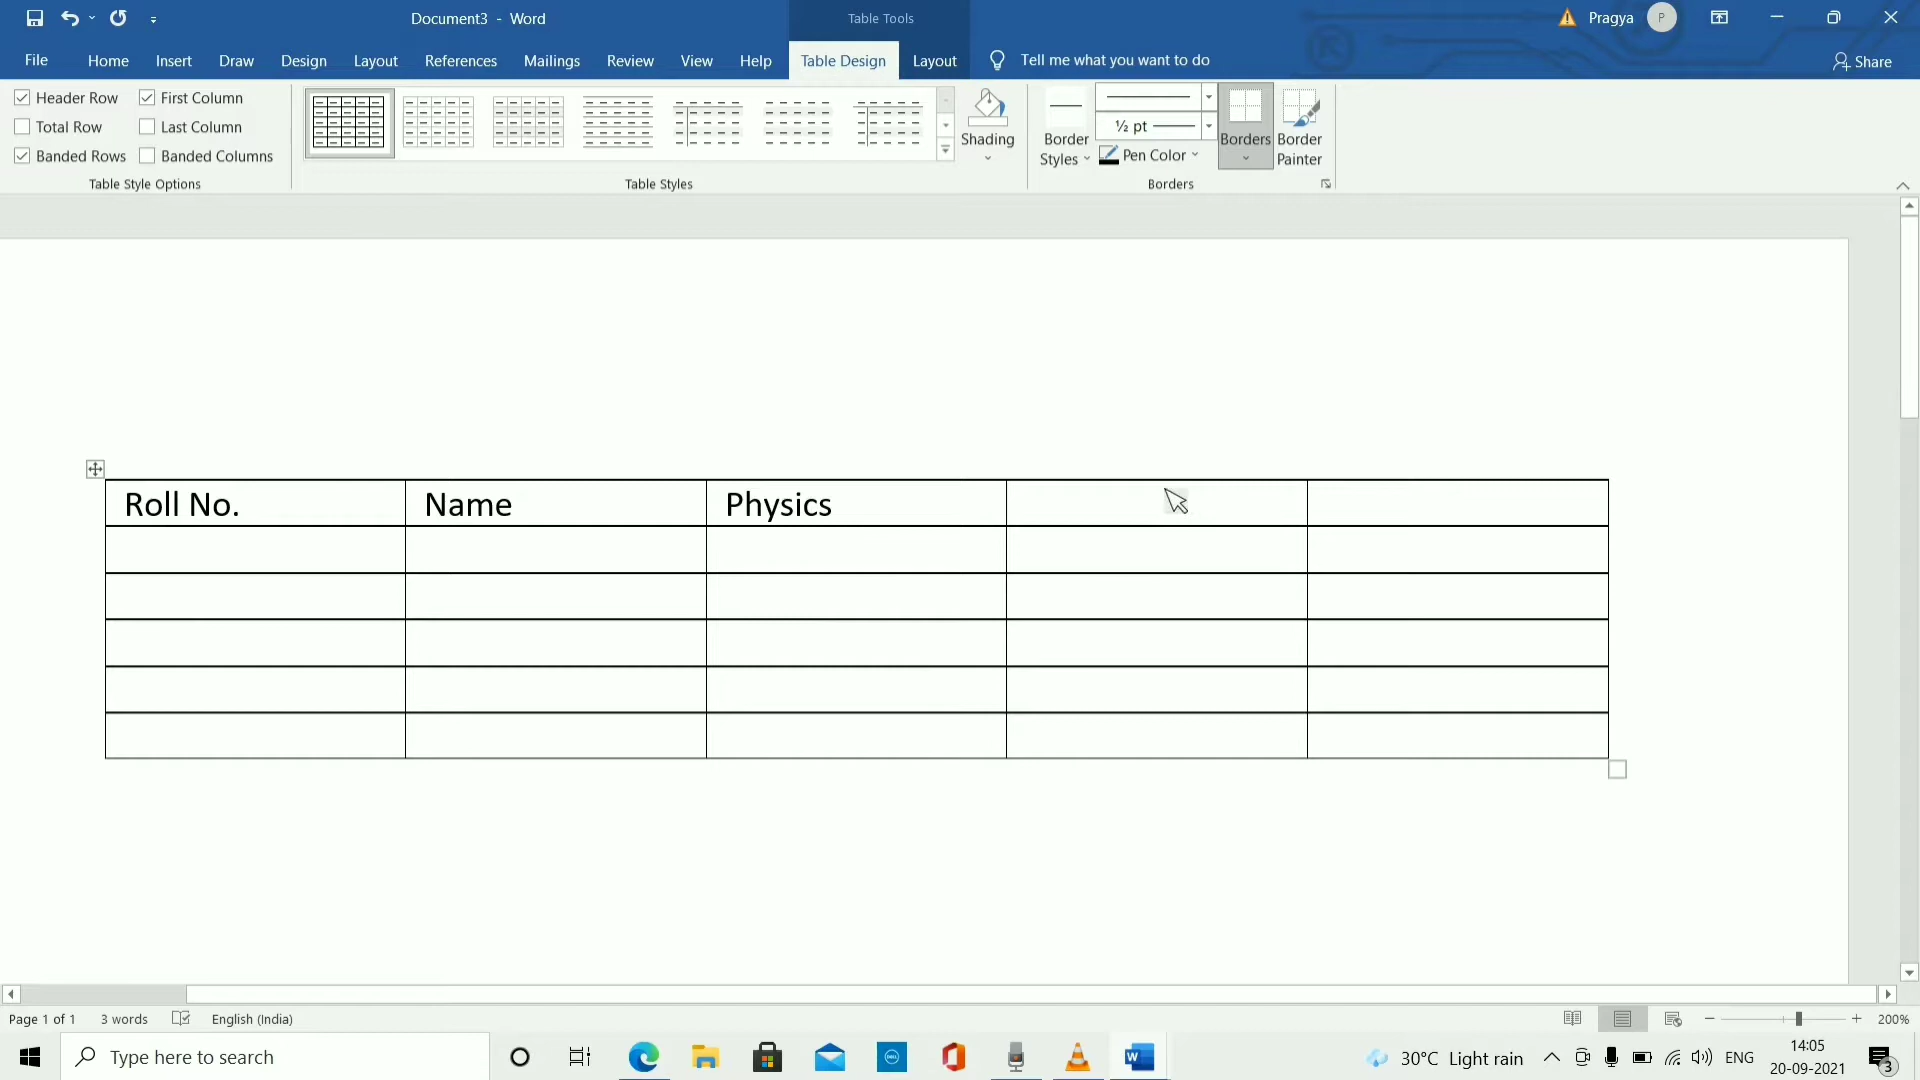 Document3 - Word
Table Tools
Pragya
P
File
Home
Insert
Draw
Design
Layout
References
Mailings
Review
View
Help
Table Design
Layout
Tell me what you want to do
Share
Header Row
First Column
Total Row
Last Column
Banded Rows
Banded Columns
Table Style Options
Table Styles
Shading
Border
Styles
½ pt
Pen Color
Borders
Border
Painter
Borders
Roll No.
Name
Physics
Page 1 of 1
3 words
English (India)
200%
Type here to search
DELL
30°C Light rain
ENG
14:05
20-09-2021
3